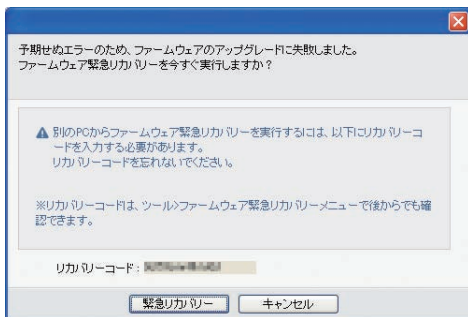 予期せぬエラーのため、ファームウェアのアップグレードに失敗しました。
ファームウェア緊急リカバリーを今すぐ実行しますか？
別のPCからファームウェア緊急リカバリーを実行するには、以下にリカバリーコ
ードを入力する必要があります。
リカバリーコードを忘れないでください。
※リカバリーコードは、ツール>ファームウェア緊急リカバリーメニューで後からでも確
認できます。
リカバリーコード：
緊急リカバリー
キャンセル